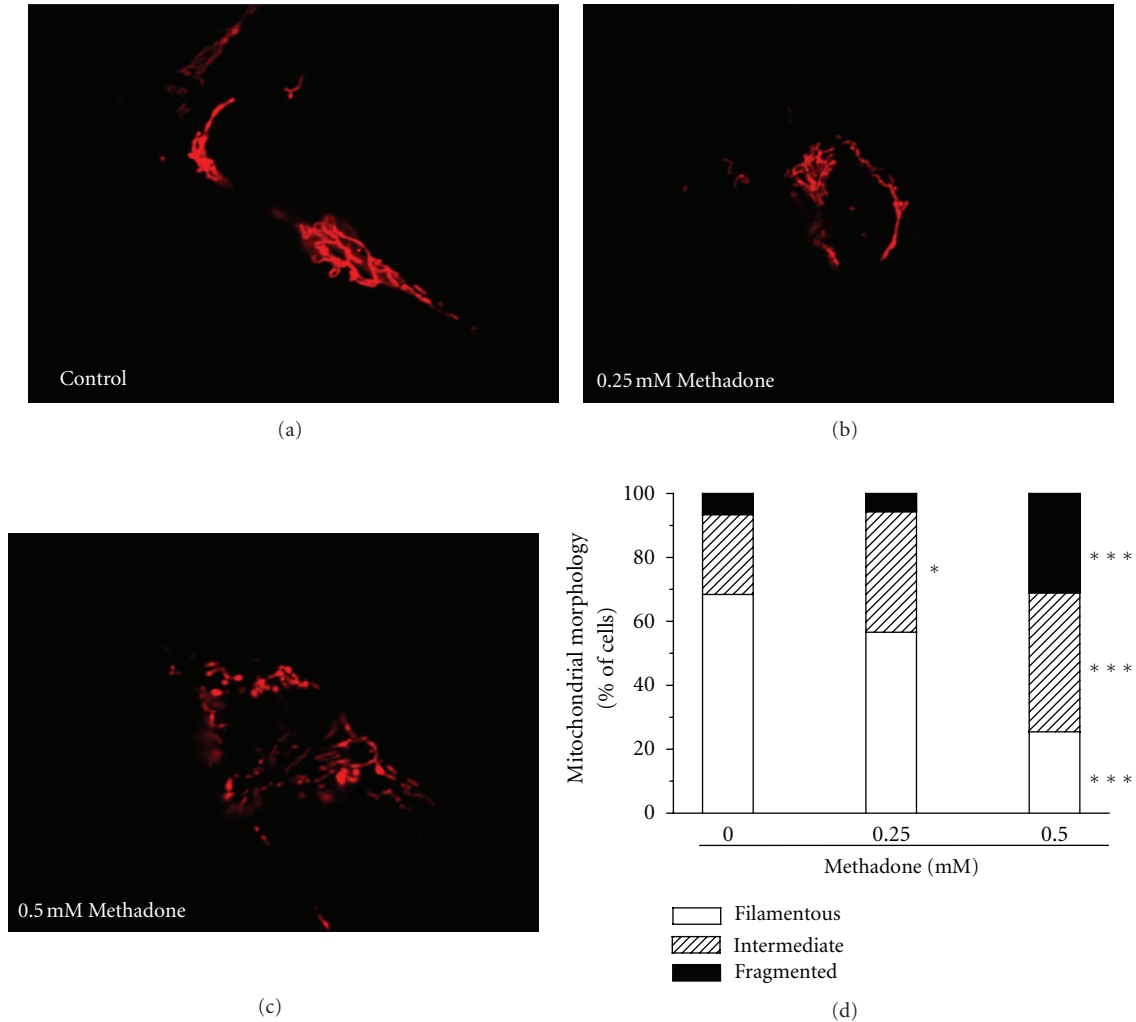 Control
(a)
0.25 mM Methadone
(b)
0.5 mM Methadone
(c)
Mitochondrial morphology
(% of cells)
100
80
60
40
20
0
*
* * *
* * *
* * *
0 0.25 0.5
Methadone (mM)
Filamentous
Intermediate
Fragmented
(d)